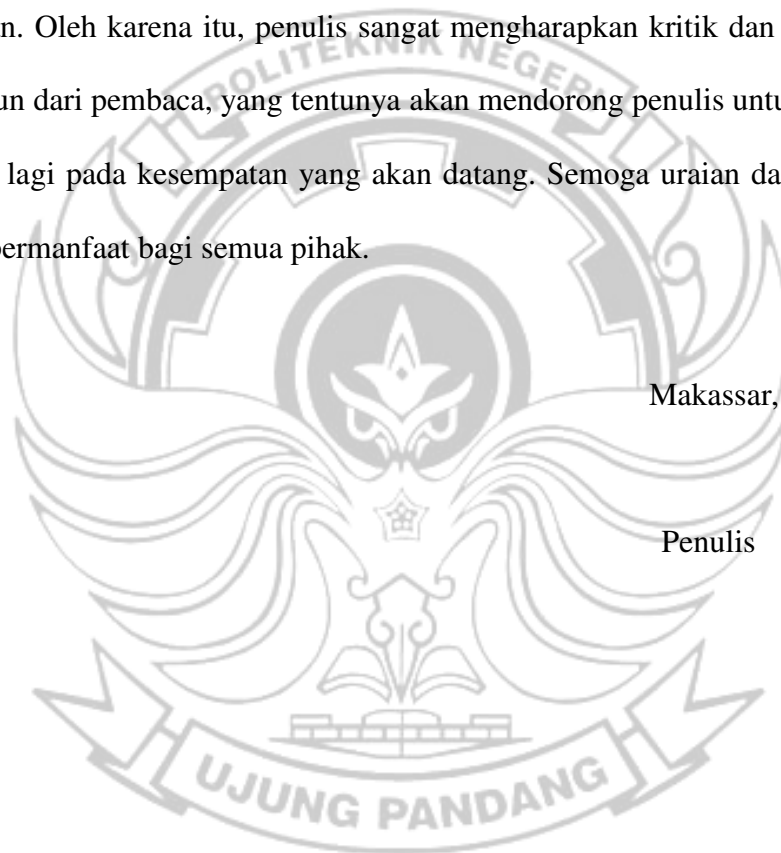 n. Oleh karena itu, penulis sangat mengharapkan kritik dan
un dari pembaca, yang tentunya akan mendorong penulis untu
lagi pada kesempatan yang akan datang. Semoga uraian da
bermanfaat bagi semua pihak.
Makassar,
Penulis
POLITEKNIK NEGERI
UJUNG PANDANG